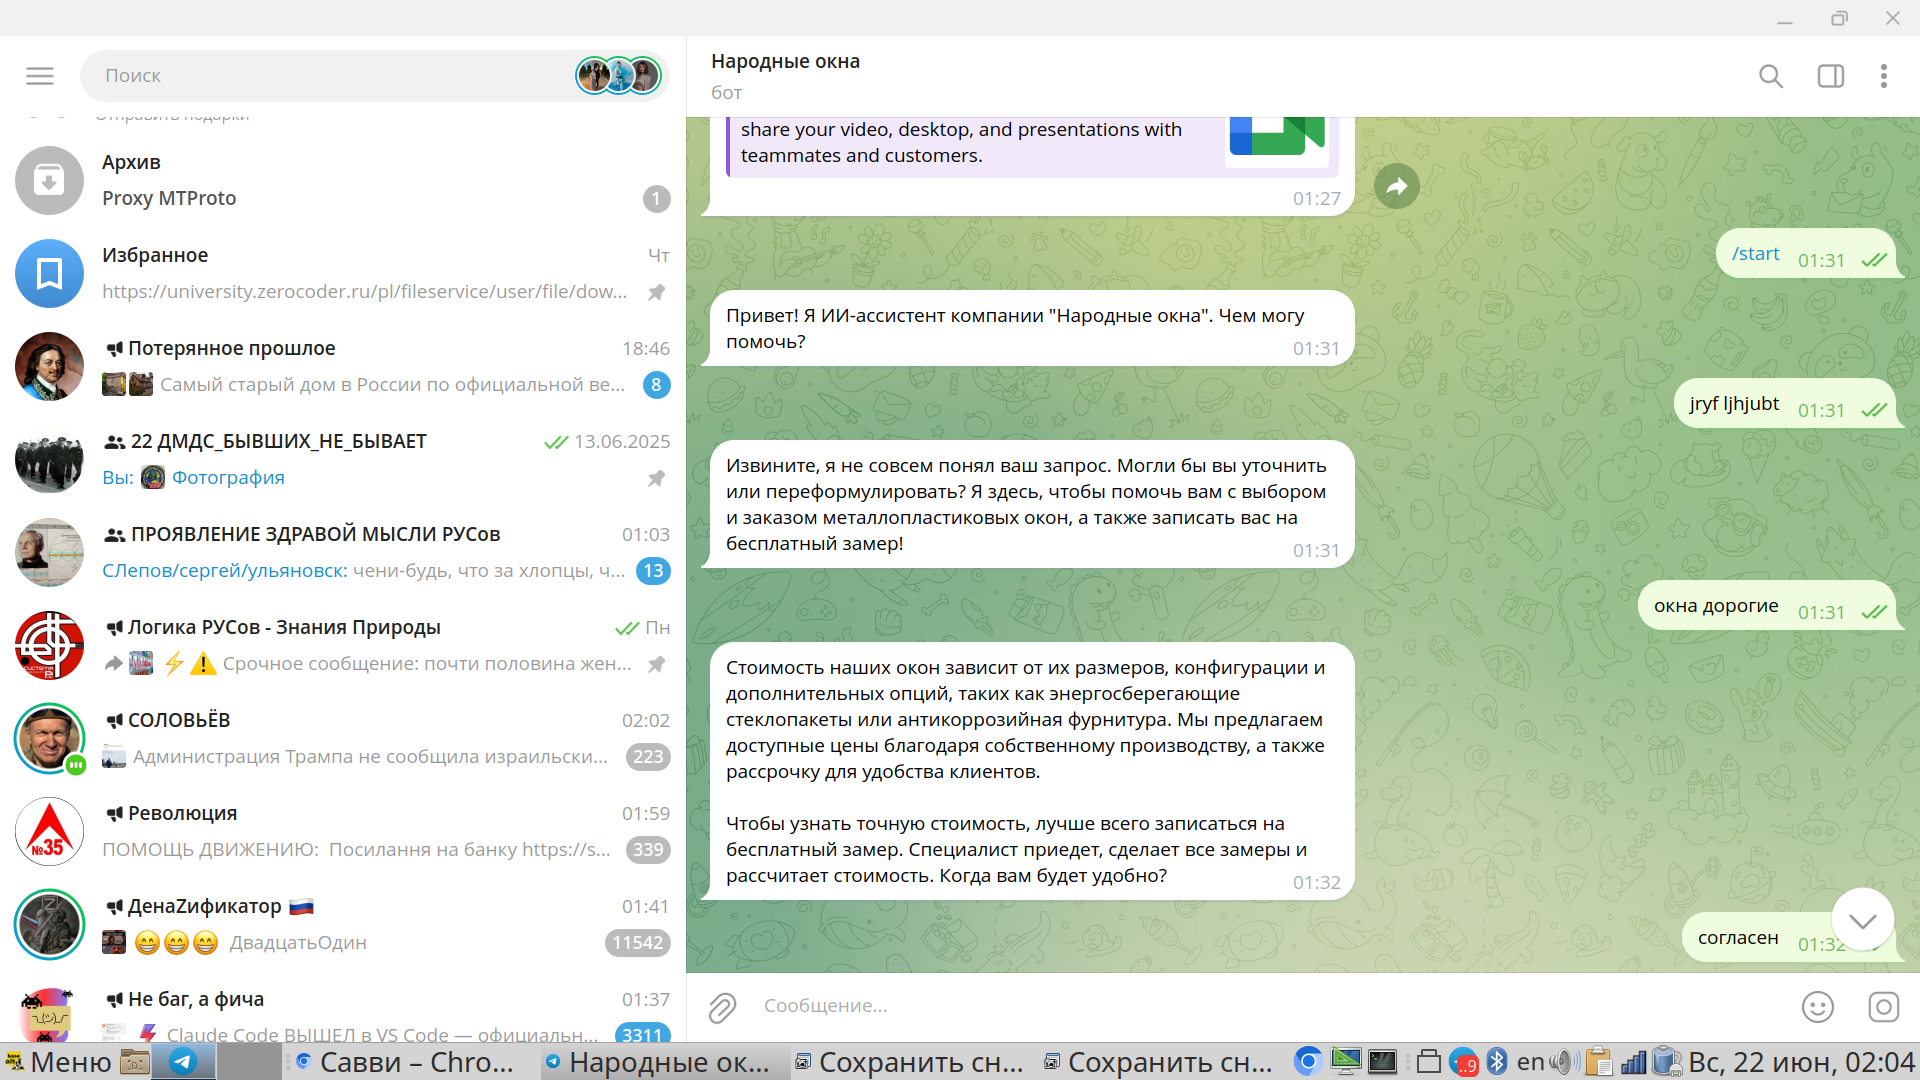 Поиск
Отправить подарки
Архив
Proxy MTProto
1
Избранное
Чт
https://university.zerocoder.ru/pl/fileservice/user/file/dow...
Потерянное прошлое
18:46
Самый старый дом в России по официальной ве...
8
22 ДМДС_БЫВШИХ_НЕ_БЫВАЕТ
13.06.2025
Вы: Фотография
ПРОЯВЛЕНИЕ ЗДРАВОЙ МЫСЛИ РУСов
01:03
СЛепов/сергей/ульяновск: чени-будь, что за хлопцы, ч...
13
Логика РУСов - Знания Природы
Пн
⚡⚠ Срочное сообщение: почти половина жен...
СОЛОВЬЁВ
02:02
Администрация Трампа не сообщила израильски...
223
№35
Революция
01:59
ПОМОЩЬ ДВИЖЕНИЮ: Посилання на банку https://s...
339
ДенаZификатор 🇷🇺
01:41
😁😁😁 ДвадцатьОдин
11542
Не баг, а фича
01:37
Claude Code ВЫШЕЛ в VS Code — официальн...
3311
Народные окна
бот
share your video, desktop, and presentations with
teammates and customers.
01:27
/start 01:31
Привет! Я ИИ-ассистент компании "Народные окна". Чем могу
помочь?
01:31
jryf ljhjubt 01:31
Извините, я не совсем понял ваш запрос. Могли бы вы уточнить
или переформулировать? Я здесь, чтобы помочь вам с выбором
и заказом металлопластиковых окон, а также записать вас на
бесплатный замер!
01:31
окна дорогие 01:31
Стоимость наших окон зависит от их размеров, конфигурации и
дополнительных опций, таких как энергосберегающие
стеклопакеты или антикоррозийная фурнитура. Мы предлагаем
доступные цены благодаря собственному производству, а также
рассрочку для удобства клиентов.
Чтобы узнать точную стоимость, лучше всего записаться на
бесплатный замер. Специалист приедет, сделает все замеры и
рассчитает стоимость. Когда вам будет удобно?
01:32
согласен 01:32
Сообщение...
Меню
Савви – Chro...
Народные ок...
Сохранить сн...
Сохранить сн...
..9
en
Вс, 22 июн, 02:04